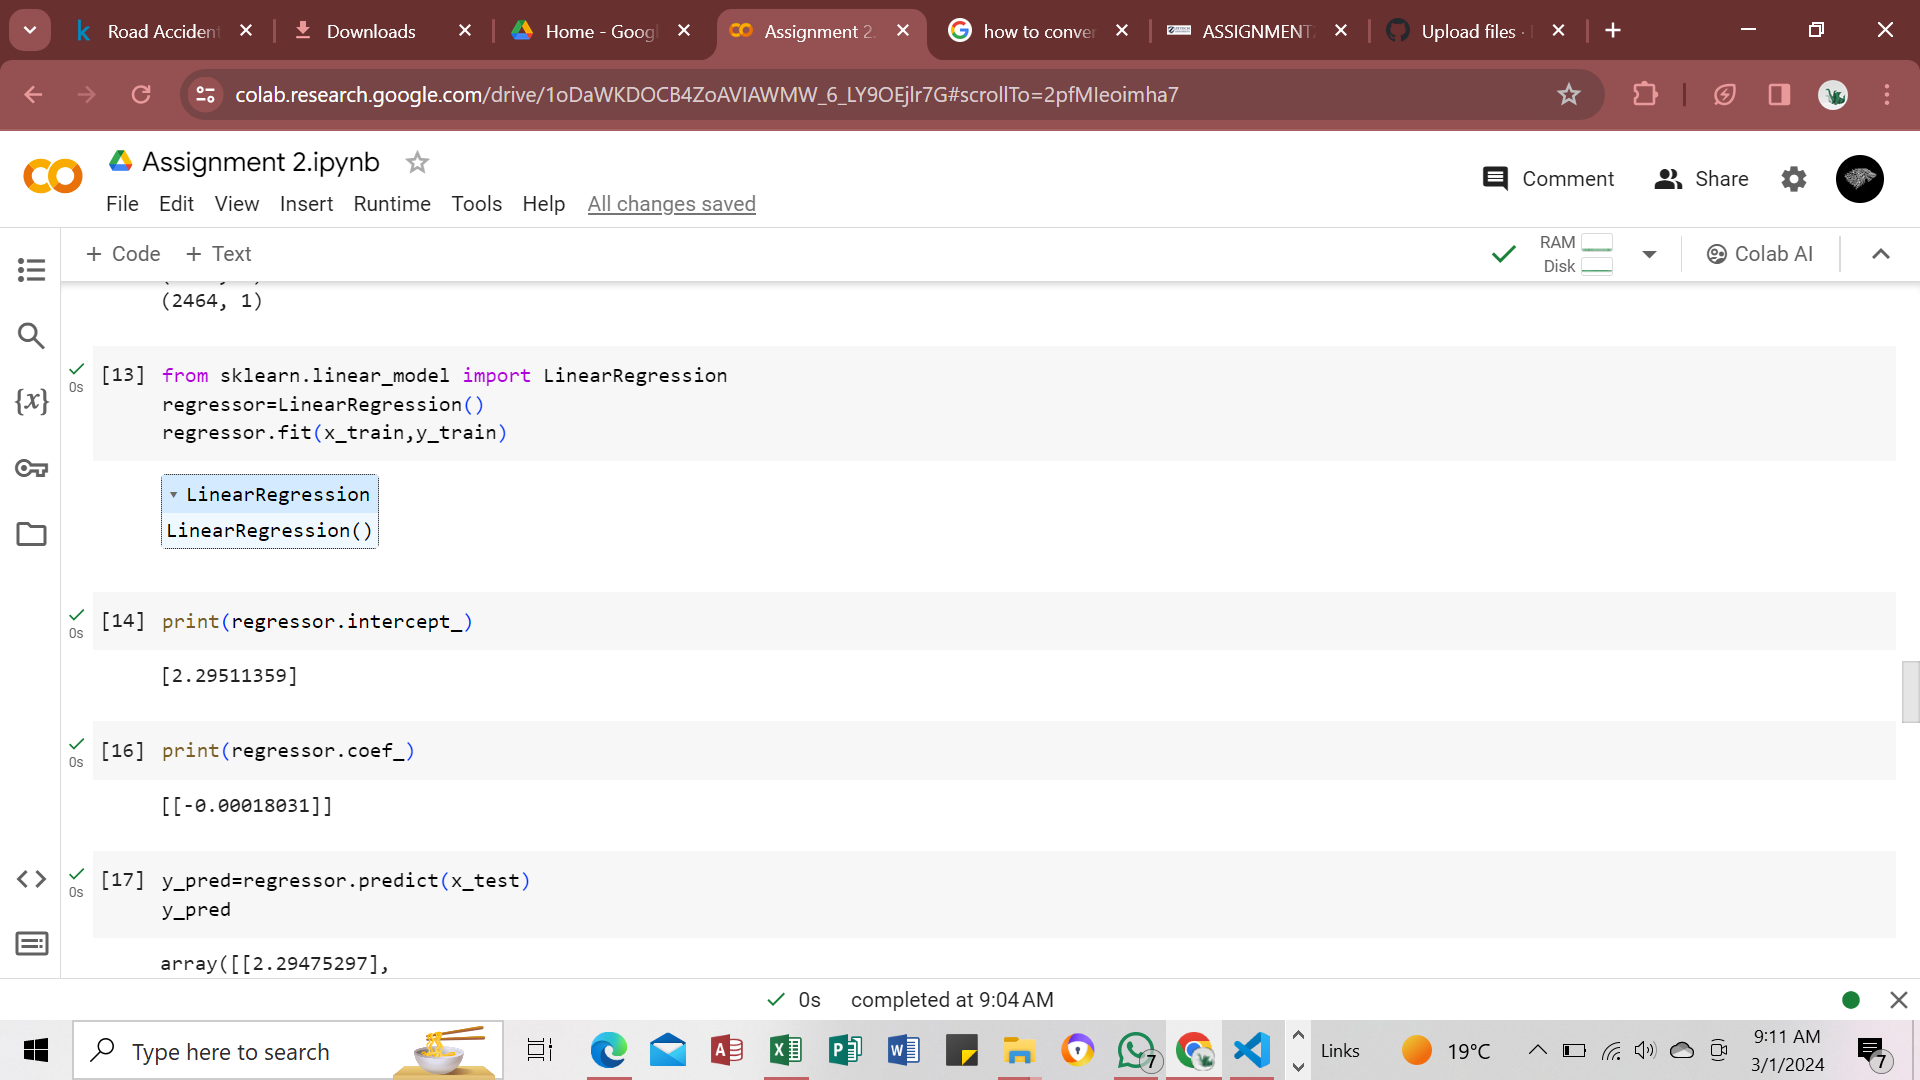 Road Acciden
Downloads
Home - Googl
Assignment 2.
how to conver
ASSIGNMENT
Upload files ·
colab.research.google.com/drive/1oDaWKDOCB4ZoAVIAWMW_6_LY9OEjlr7G#scrollTo=2pfMIeoimha7
Assignment 2.ipynb
Comment
Share
File Edit View Insert Runtime Tools Help All changes saved
+ Code + Text
RAM
Disk
Colab AI
(2464, 1)
0s
[13] from sklearn.linear_model import LinearRegression
regressor=LinearRegression()
regressor.fit(x_train,y_train)
LinearRegression
LinearRegression()
0s
[14] print(regressor.intercept_)
[2.29511359]
0s
[16] print(regressor.coef_)
[[-0.00018031]]
0s
[17] y_pred=regressor.predict(x_test)
y_pred
array([[2.29475297],
0s completed at 9:04 AM
Type here to search
7
Links
19°C
9:11 AM
3/1/2024
7